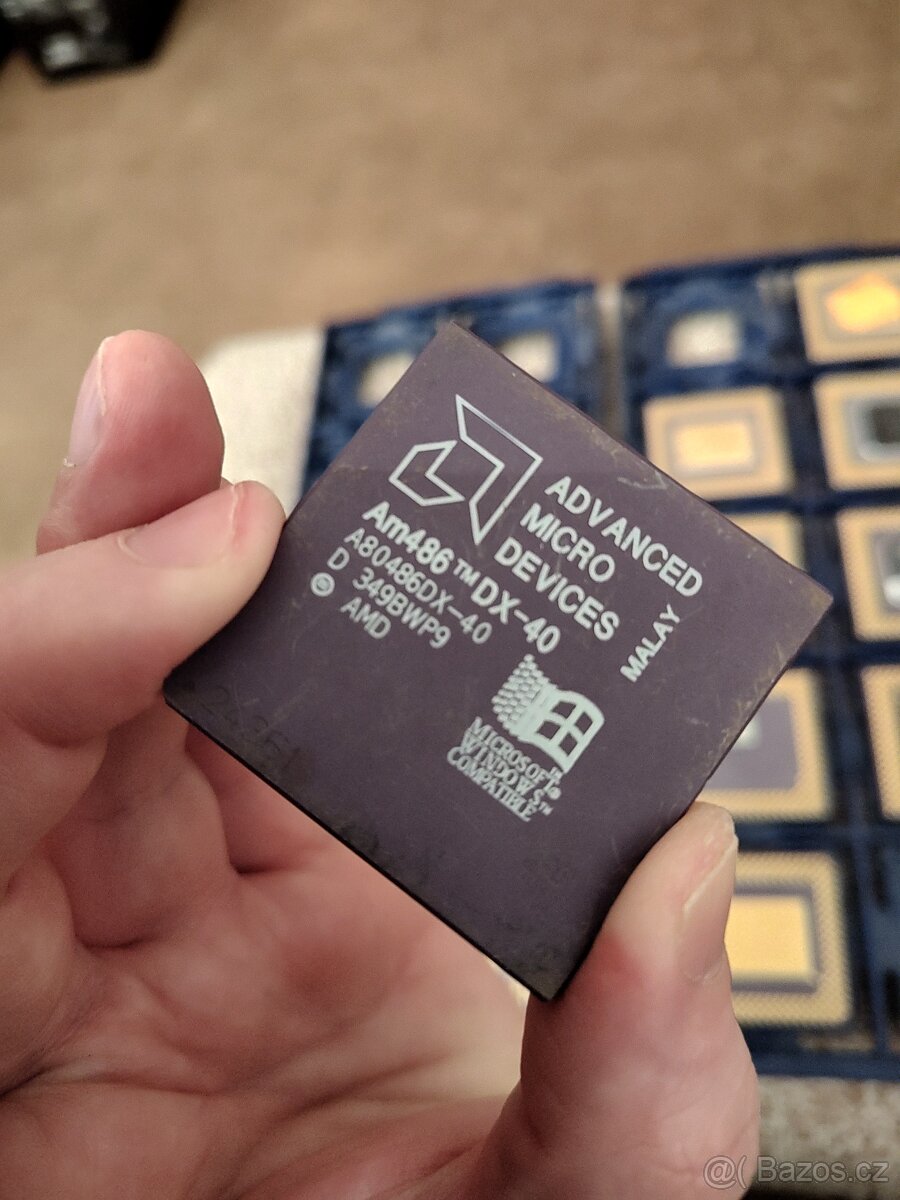 ADVANCED
MICRO
DEVICES
MALAY
Am486™DX-40
A80486DX-40
D 349BWP9
Ⓢ AMD
MICROSOFT®
WINDOWS™
COMPATIBLE
@( Bazos.cz